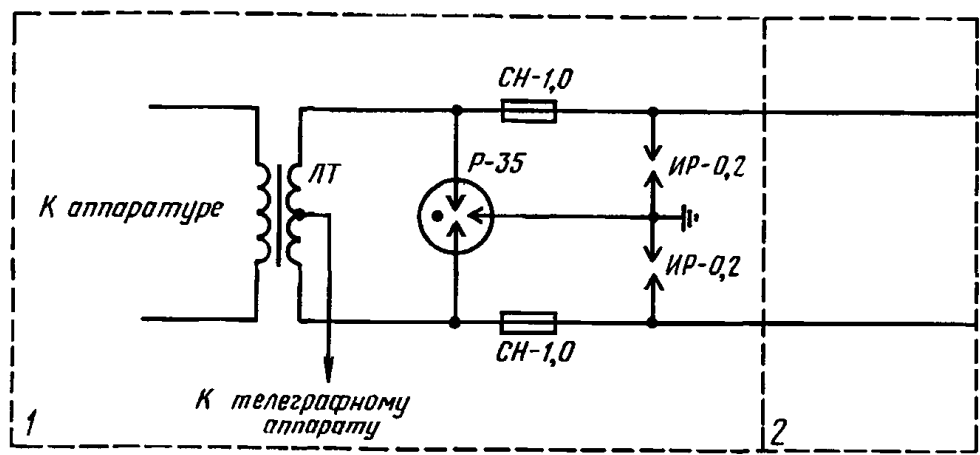 СН-1,0
Р-35
ИР-0,2
ЛТ
К аппаратуре
ИР-0,2
СН-1,0
К телеграфному
аппарату
1
2